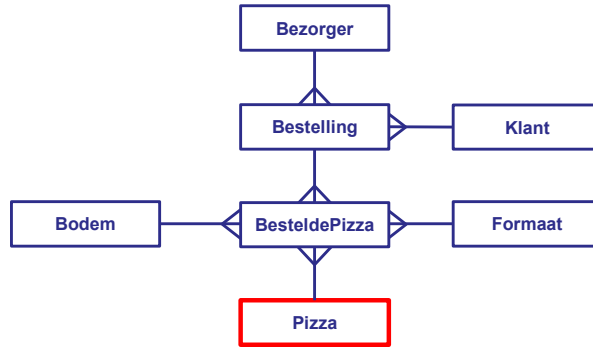 Bezorger
Bestelling
Klant
Bodem
BesteldePizza
Formaat
Pizza